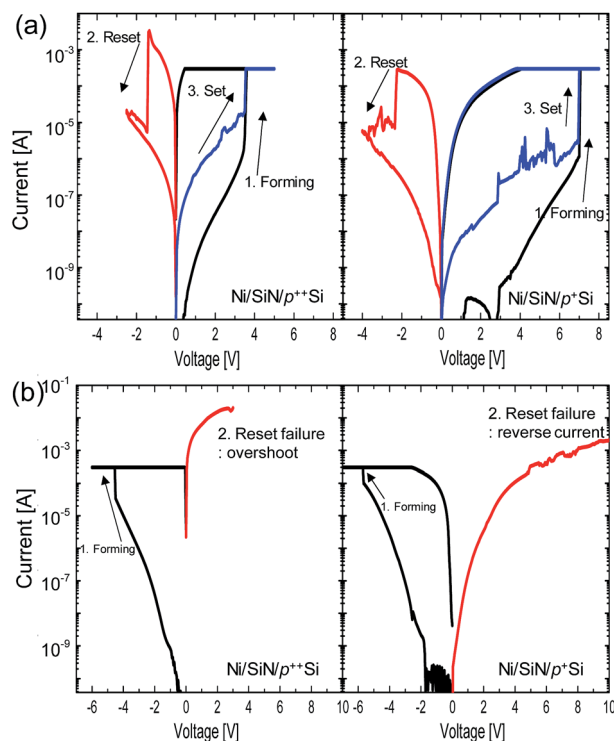 (a)
2. Reset
3. Set
1. Forming
Ni/SiN/p++Si
2. Reset
3. Set
1. Forming
Ni/SiN/p+Si
Current [A]
10-3
10-5
10-7
10-9
-4 -2 0 2 4 6 8
-4 -2 0 2 4 6 8
Voltage [V]
Voltage [V]
(b)
10-1
10-3
10-5
10-7
10-9
Current [A]
2. Reset failure
: overshoot
1. Forming
Ni/SiN/p++Si
2. Reset failure
: reverse current
1. Forming
Ni/SiN/p+Si
-6 -4 -2 0 2 4 6 8 10
-6 -4 -2 0 2 4 6 8 10
Voltage [V]
Voltage [V]